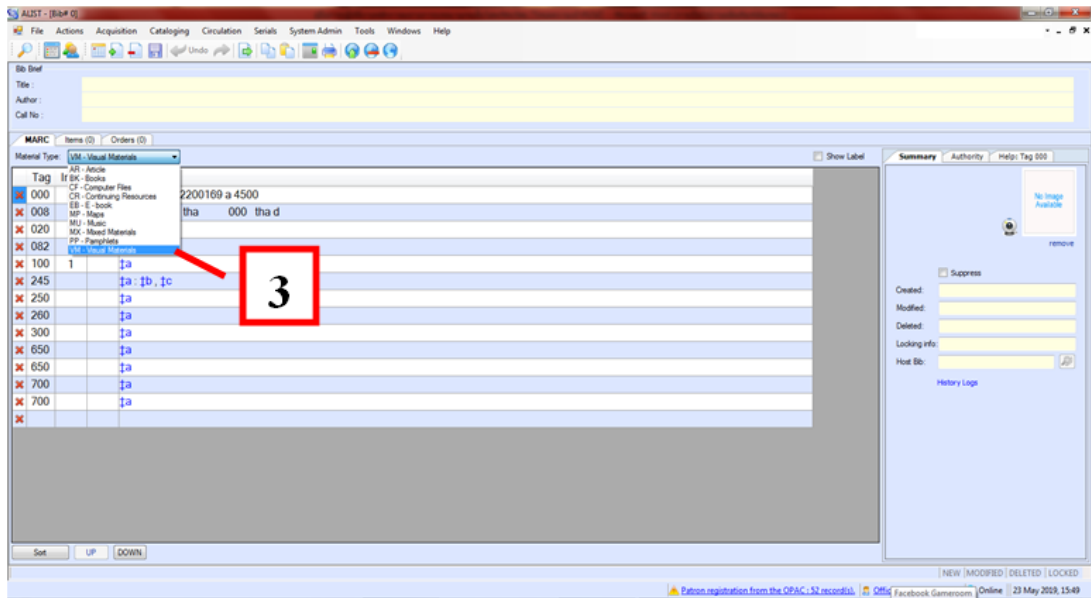 ALIST - [Bib# 0]
File Actions Acquisition Cataloging Circulation Serials System Admin Tools Windows Help
Undo
Bib Brief
Title :
Author :
Call No :
MARC Items (0) Orders (0)
Material Type: VM - Visual Materials Show Label
Summary Authority Help: Tag 000
AR - Article
BK - Books
CF - Computer Files
CR - Continuing Resources
EB - E - book
MP - Maps
MU - Music
MX - Mixed Materials
PP - Pamphlets
VM - Visual Materials
Tag
000 2200169 a 4500
008 tha 000 tha d
020
082
100 1 ‡a
245 ‡a : ‡b , ‡c
250 ‡a
260 ‡a
300 ‡a
650 ‡a
650 ‡a
700 ‡a
700 ‡a
3
No Image
Available
remove
Suppress
Created:
Modified:
Deleted:
Locking info:
Host Bib:
History Logs
Sort UP DOWN
NEW MODIFIED DELETED LOCKED
Patron registration from the OPAC : 52 record(s). Facebook Gameroom Online 23 May 2019, 15:49